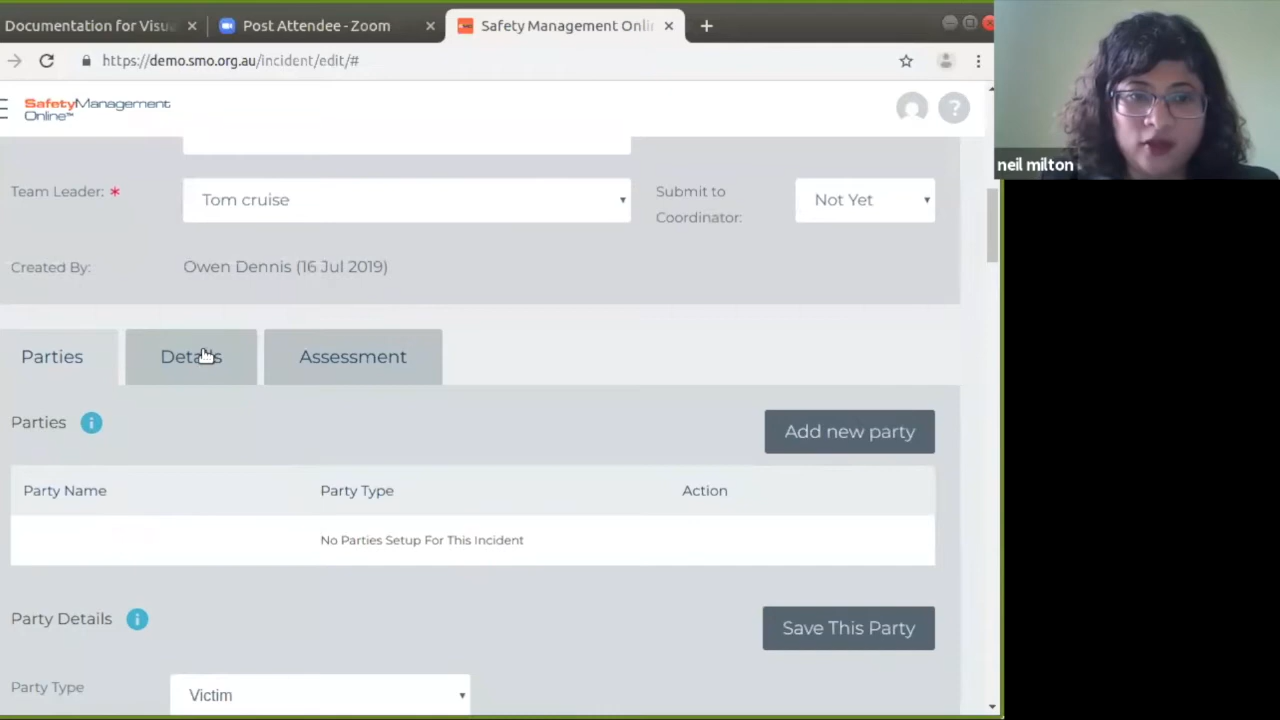 Documentation for Visu
Post Attendee - Zoom
Safety Management Onli
https://demo.smo.org.au/incident/edit/#
SafetyManagement
Online™
?
neil milton
Team Leader: *
Tom cruise
Submit to
Coordinator:
Not Yet
Created By:
Owen Dennis (16 Jul 2019)
Parties
Details
Assessment
Parties i
Add new party
Party Name
Party Type
Action
No Parties Setup For This Incident
Party Details i
Save This Party
Party Type
Victim